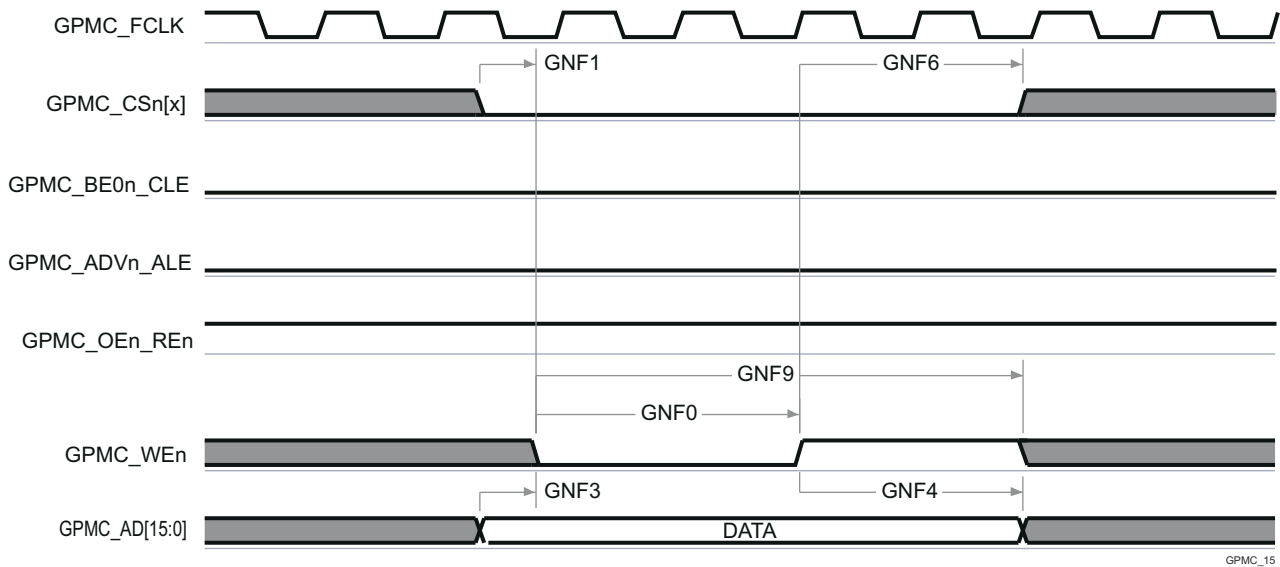 GPMC_FCLK
GNF1
GNF6
GPMC_CSn[x]
GPMC_BE0n_CLE
GPMC_ADVn_ALE
GPMC_OEn_REn
GNF9
GNF0
GPMC_WEn
GNF3
GNF4
GPMC_AD[15:0]
DATA
GPMC_15